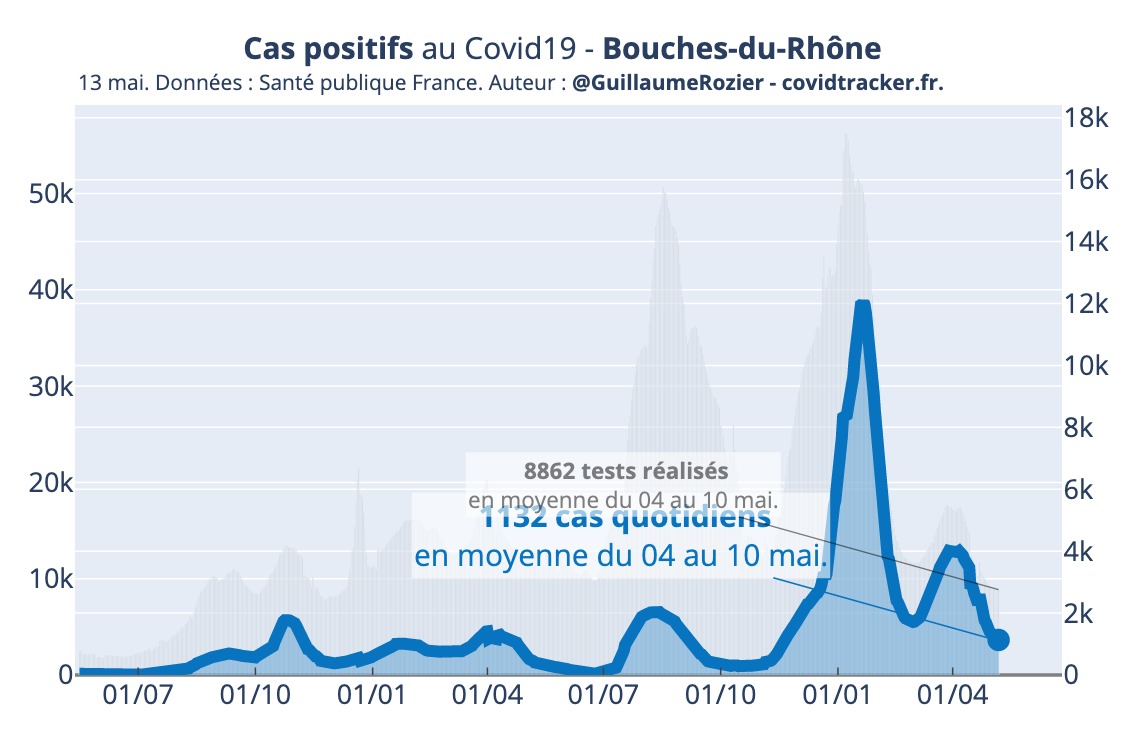 Cas positifs au Covid19 - Bouches-du-Rhône
13 mai. Données : Santé publique France. Auteur : @GuillaumeRozier - covidtracker.fr.
18k
16k
50k
14k
40k
12k
10k
30k
8k
8862 tests réalisés
20k
6k
en moyenne du 04 au 10 mai.
1132 cas quotidiens
4k
en moyenne du 04 au 10 mai.
10k
2k
0
0
01/07 01/10 01/01 01/04 01/07 01/10 01/01 01/04